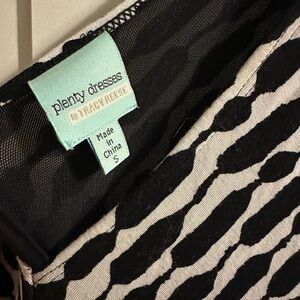 plenty dresses
by TRACY REESE
Made
in
China
S